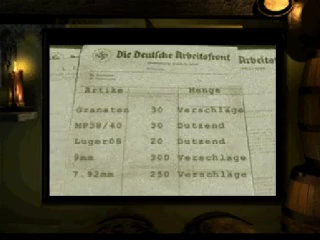 Die Deutsche Arbeitsfront
Arbeits
Artike Menge
Granaten 30 Verschläge
MP38/40 30 Dutzend
Luger08 20 Dutzend
9mm 300 Verschläge
7.92mm 250 Verschläge